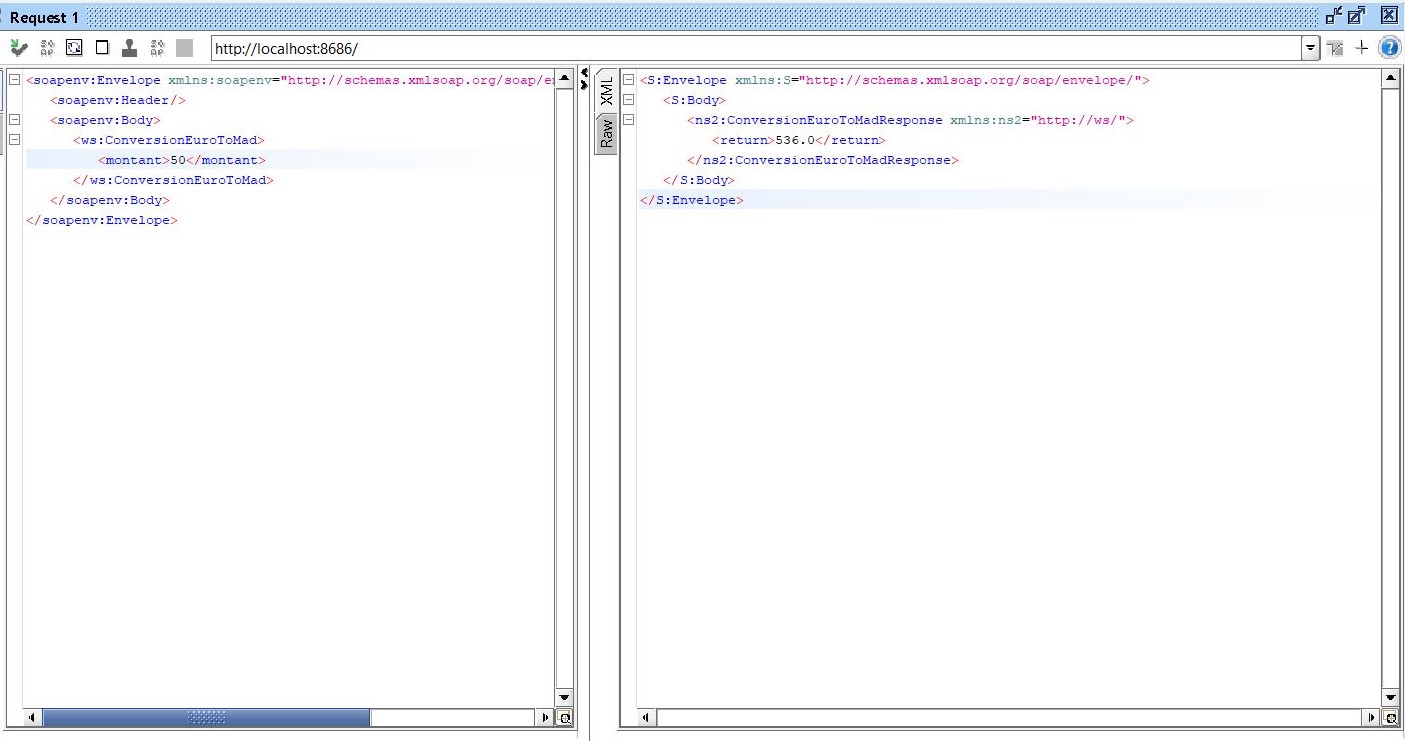 Request 1
http://localhost:8686/
<soapenv:Envelope xmlns:soapenv="http://schemas.xmlsoap.org/soap/e
<soapenv:Header/>
<soapenv:Body>
<ws:ConversionEuroToMad>
<montant>50</montant>
</ws:ConversionEuroToMad>
</soapenv:Body>
</soapenv:Envelope>
XML
Raw
<S:Envelope xmlns:S="http://schemas.xmlsoap.org/soap/envelope/">
<S:Body>
<ns2:ConversionEuroToMadResponse xmlns:ns2="http://ws/">
<return>536.0</return>
</ns2:ConversionEuroToMadResponse>
</S:Body>
</S:Envelope>